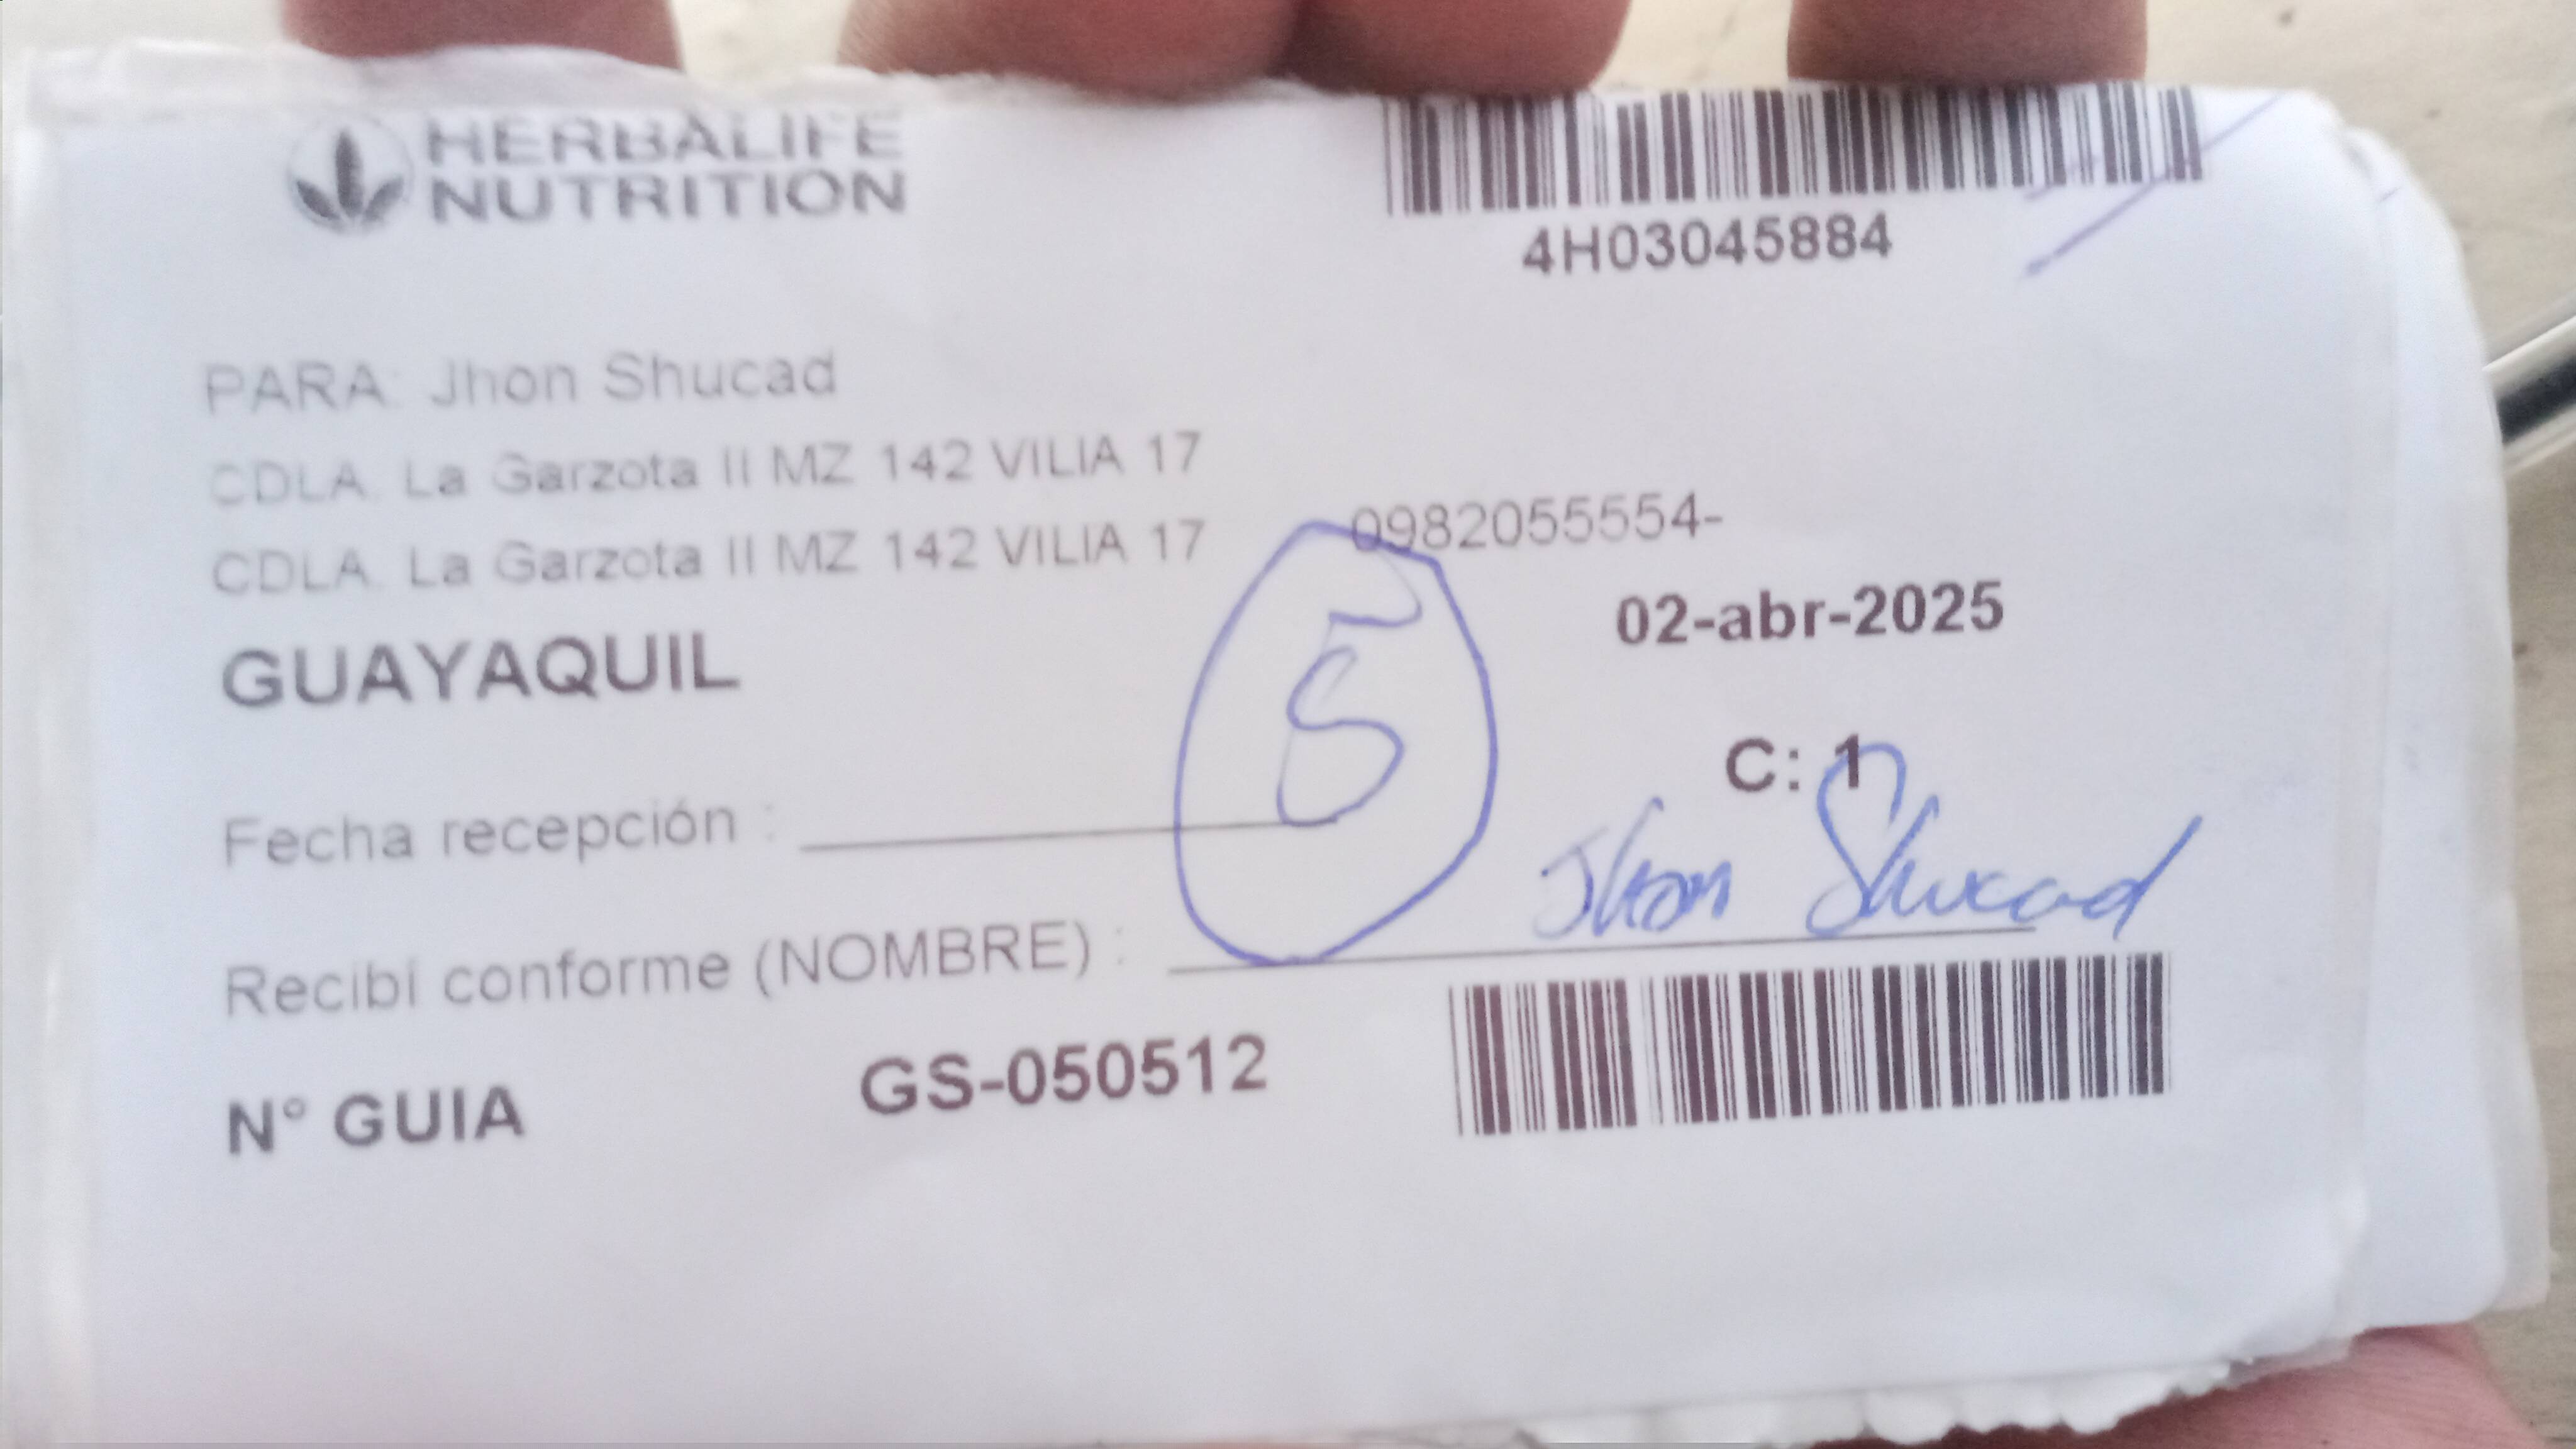 HERBALIFE
NUTRITION
4H03045884
PARA: Jhon Shucad
CDLA. La Garzota II MZ 142 VILIA 17
CDLA. La Garzota II MZ 142 VILIA 17
0982055554-
GUAYAQUIL
02-abr-2025
5
C: 1
Fecha recepción :
Jhon Shucad
Recibí conforme (NOMBRE) :
N° GUIA GS-050512